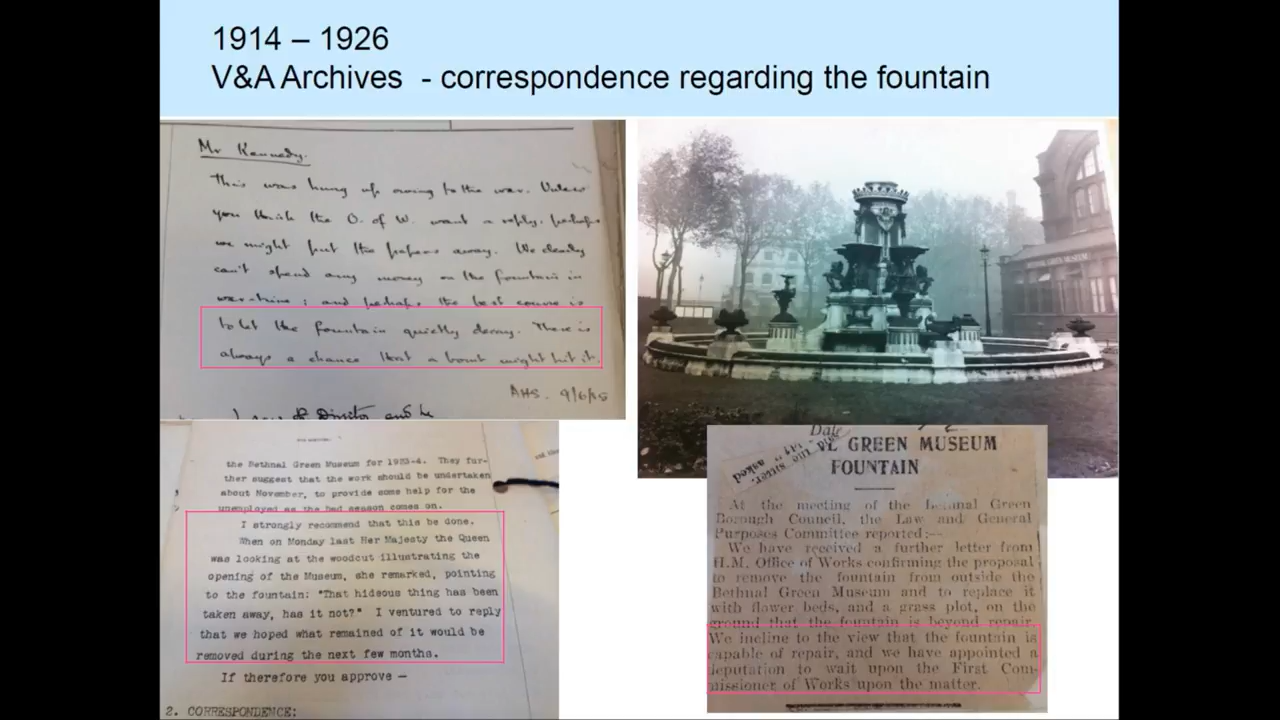 1914 – 1926
V&A Archives - correspondence regarding the fountain
Mr Kennedy.
This was hung up owing to the war. Unless
you think the O. of W. want a reply, perhaps
we might put the papers away. We clearly
can't spend any money on the fountain in
war-time; and perhaps the best course is
to let the fountain quietly decay. There is
always a chance that a bomb might hit it.
AHS. 9/6/15
the Bethnal Green Museum for 1923-4. They fur-
ther suggest that the work should be undertaken
about November, to provide some help for the
unemployed as the bad season comes on.
I strongly recommend that this be done.
When on Monday last Her Majesty the Queen
was looking at the woodcut illustrating the
opening of the Museum, she remarked, pointing
to the fountain: "That hideous thing has been
taken away, has it not?" I ventured to reply
that we hoped what remained of it would be
removed during the next few months.
If therefore you approve —
2. CORRESPONDENCE:
GREEN MUSEUM
Date
GREEN MUSEUM
FOUNTAIN
At the meeting of the Bethnal Green
Borough Council, the Law and General
Purposes Committee reported:—
We have received a further letter from
H.M. Office of Works confirming the proposal
to remove the fountain from outside the
Bethnal Green Museum and to replace it
with flower beds, and a grass plot, on the
ground that the fountain is beyond repair.
We incline to the view that the fountain is
capable of repair, and we have appointed a
deputation to wait upon the First Com-
missioner of Works upon the matter.